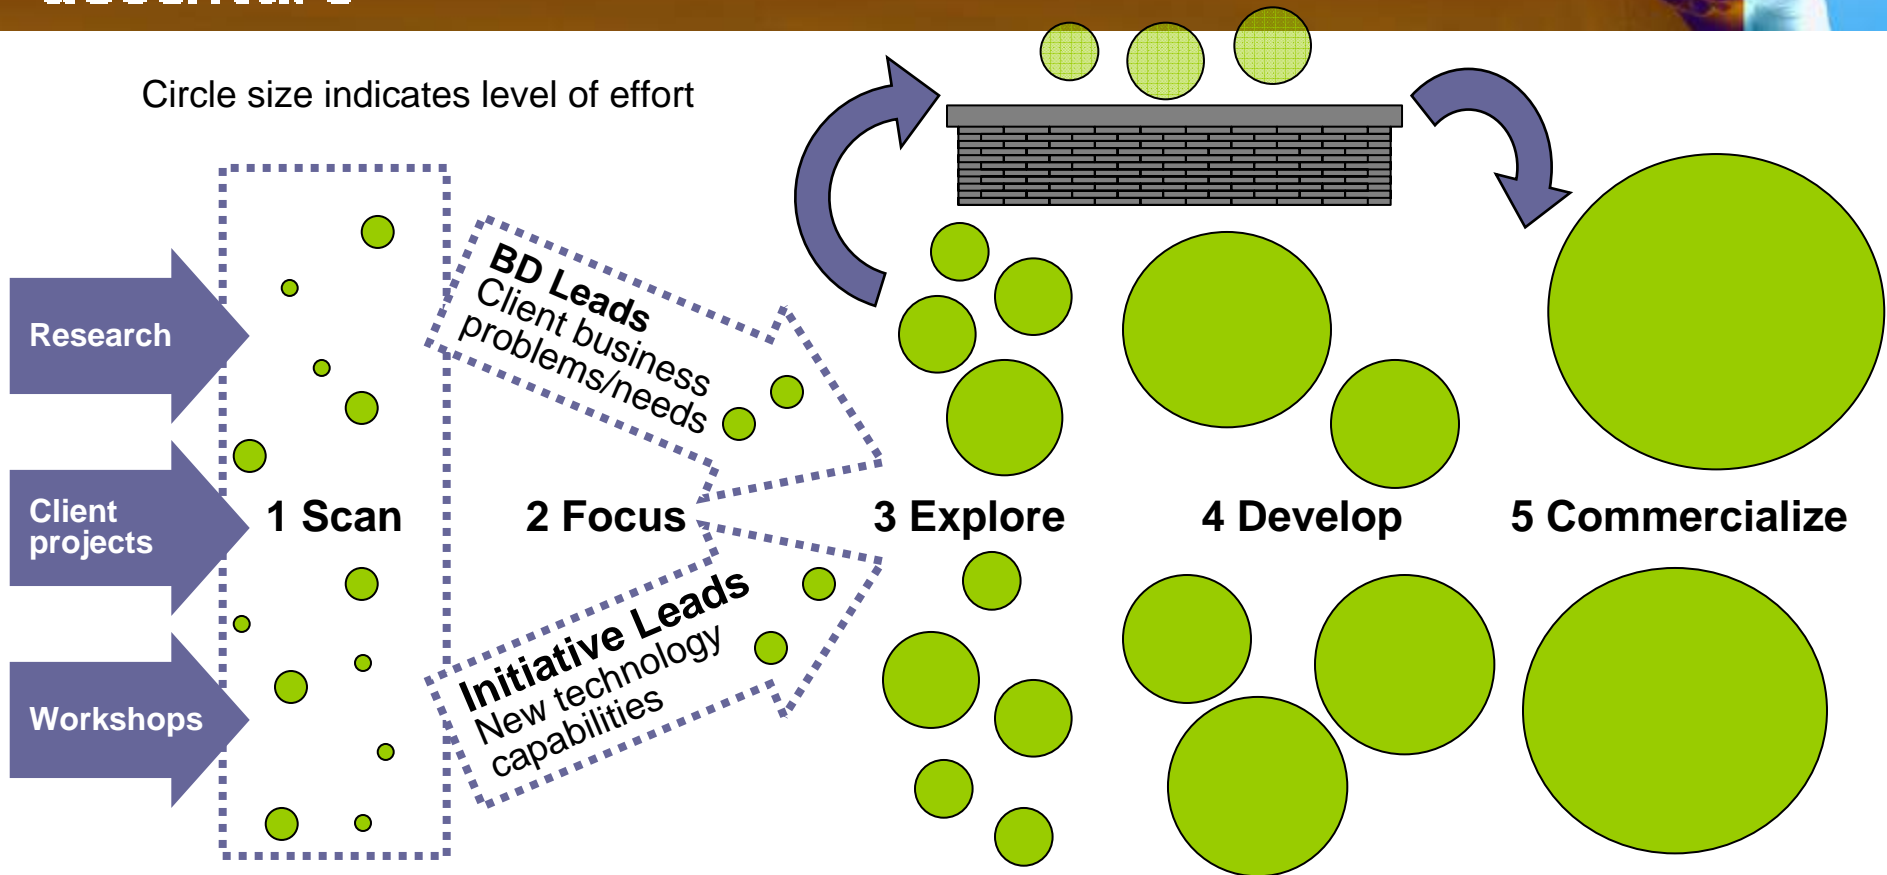 Circle size indicates level of effort
Research
Client
projects
Workshops
1 Scan
BD Leads
Client business
problems/needs
2 Focus
Initiative Leads
New technology
capabilities
3 Explore
4 Develop
5 Commercialize